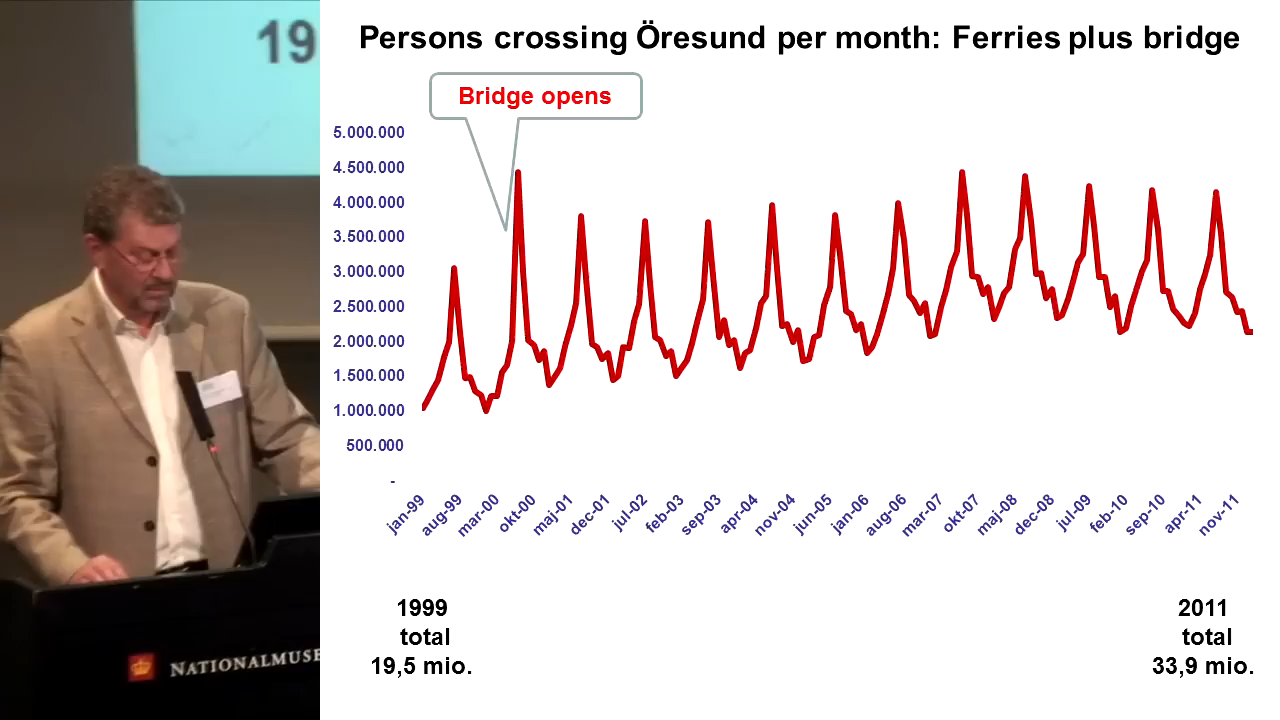 19
Persons crossing Öresund per month: Ferries plus bridge
Bridge opens
5.000.000
4.500.000
4.000.000
3.500.000
3.000.000
2.500.000
2.000.000
1.500.000
1.000.000
500.000
-
jan-99 aug-99 mar-00 okt-00 maj-01 dec-01 jul-02 feb-03 sep-03 apr-04 nov-04 jun-05 jan-06 aug-06 mar-07 okt-07 maj-08 dec-08 jul-09 feb-10 sep-10 apr-11 nov-11
1999
total
19,5 mio.
2011
total
33,9 mio.
NATIONALMUSE